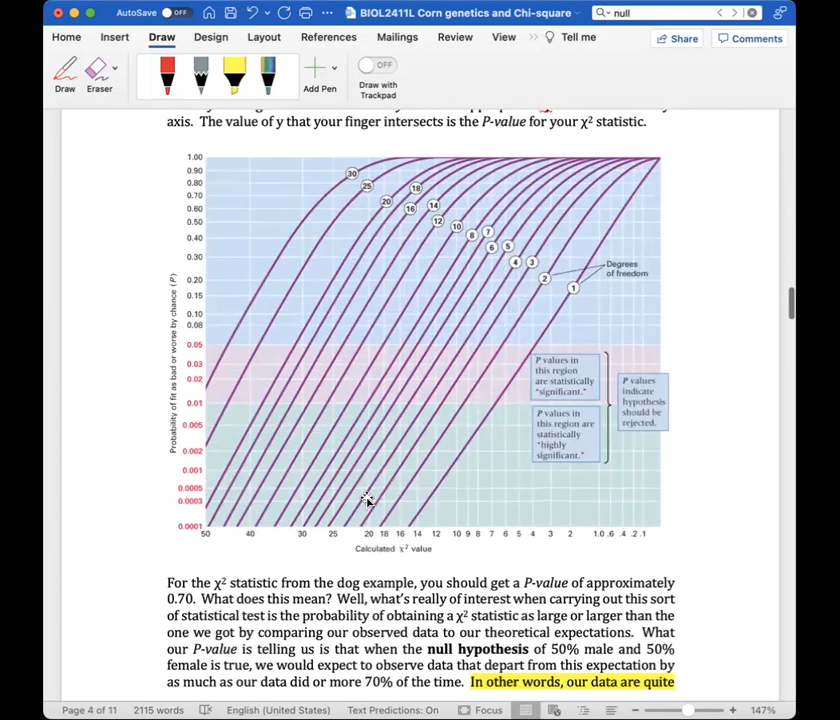 AutoSave OFF BIOL2411L Corn genetics and Chi-square null
Home Insert Draw Design Layout References Mailings Review View Tell me Share Comments
Draw Eraser Add Pen OFF Draw with Trackpad
axis. The value of y that your finger intersects is the P-value for your χ² statistic.
Probability of fit as bad or worse by chance (P)
1.00
0.90
0.80
0.70
0.60
0.50
0.40
0.30
0.20
0.15
0.10
0.08
0.05
0.03
0.02
0.01
0.005
0.002
0.001
0.0005
0.0003
0.0001
30 25 20 18 16 14 12 10 8 7 6 5 4 3 2 1
Degrees
of freedom
P values in
this region
are statistically
"significant."
P values in
this region are
statistically
"highly
significant."
P values
indicate
hypothesis
should be
rejected.
50 40 30 25 20 18 16 14 12 10 9 8 7 6 5 4 3 2 1.0 .6 .4 .2 .1
Calculated χ² value
For the χ² statistic from the dog example, you should get a P-value of approximately
0.70. What does this mean? Well, what's really of interest when carrying out this sort
of statistical test is the probability of obtaining a χ² statistic as large or larger than the
one we got by comparing our observed data to our theoretical expectations. What
our P-value is telling us is that when the null hypothesis of 50% male and 50%
female is true, we would expect to observe data that depart from this expectation by
as much as our data did or more 70% of the time. In other words, our data are quite
Page 4 of 11 2115 words English (United States) Text Predictions: On Focus 147%